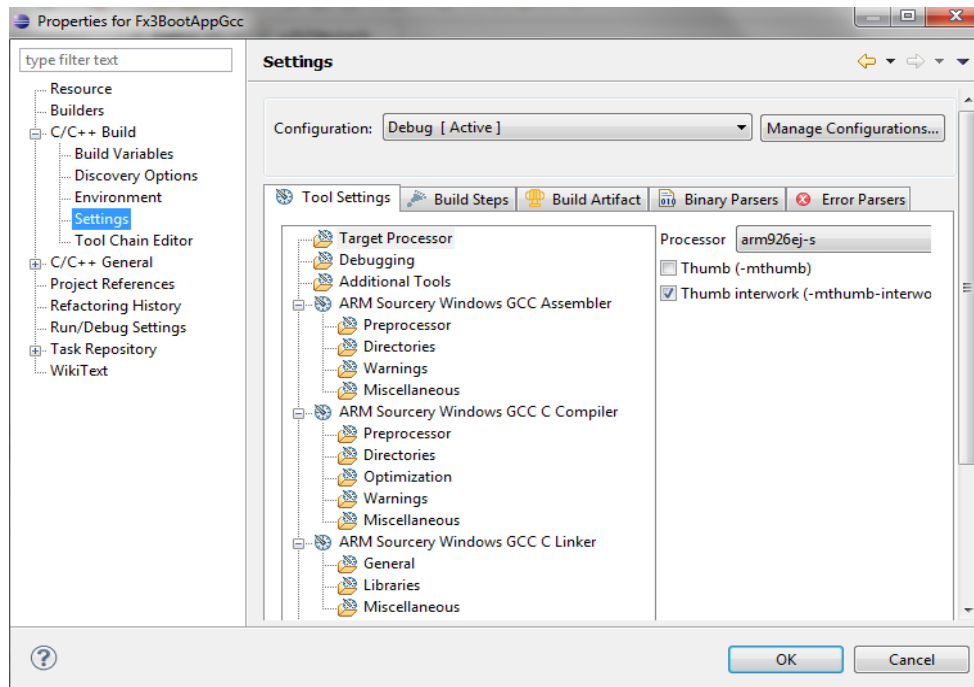 Properties for Fx3BootAppGcc
type filter text
Resource
Builders
C/C++ Build
Build Variables
Discovery Options
Environment
Settings
Tool Chain Editor
C/C++ General
Project References
Refactoring History
Run/Debug Settings
Task Repository
WikiText
Settings
Configuration: Debug [ Active ] Manage Configurations...
Tool Settings Build Steps Build Artifact Binary Parsers Error Parsers
Target Processor
Debugging
Additional Tools
ARM Sourcery Windows GCC Assembler
Preprocessor
Directories
Warnings
Miscellaneous
ARM Sourcery Windows GCC C Compiler
Preprocessor
Directories
Optimization
Warnings
Miscellaneous
ARM Sourcery Windows GCC C Linker
General
Libraries
Miscellaneous
Processor arm926ej-s
Thumb (-mthumb)
Thumb interwork (-mthumb-interwo
OK Cancel